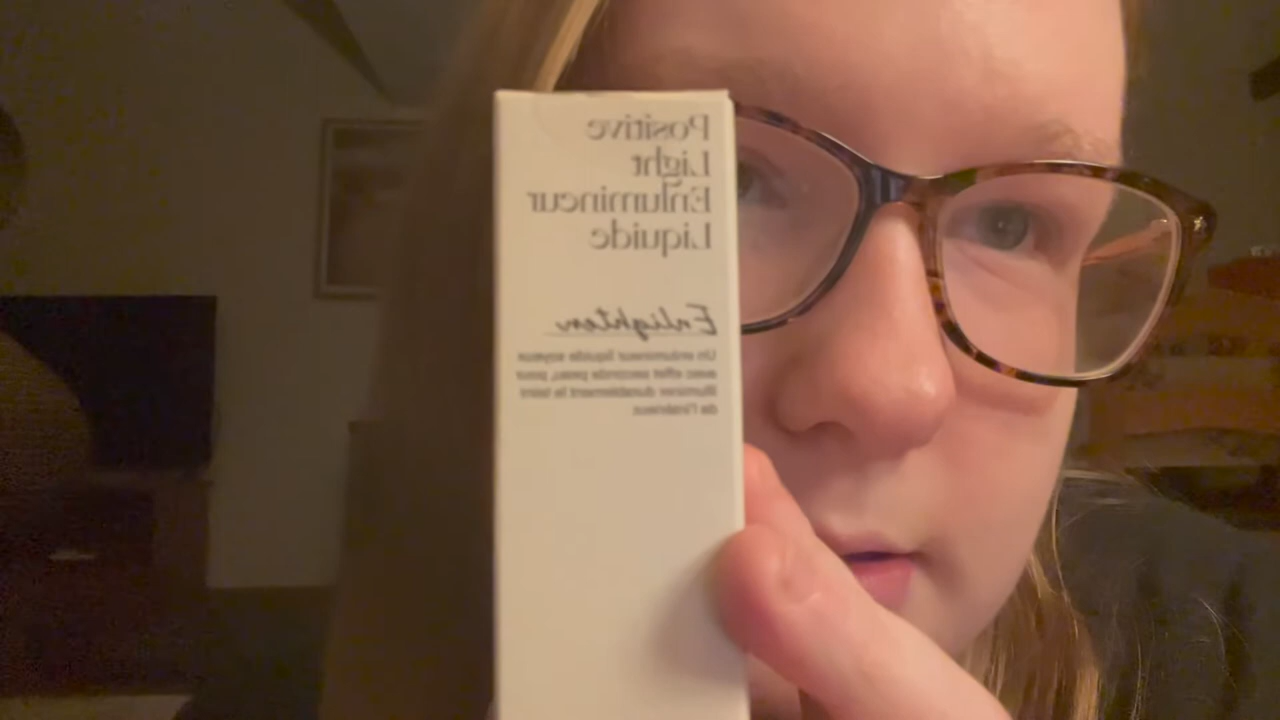 Positive
Light
Enlumineur
Liquide
Enlighten
Un enlumineur liquide soyeux
avec effet seconde peau, pour
illuminer durablement le teint
de l'intérieur.